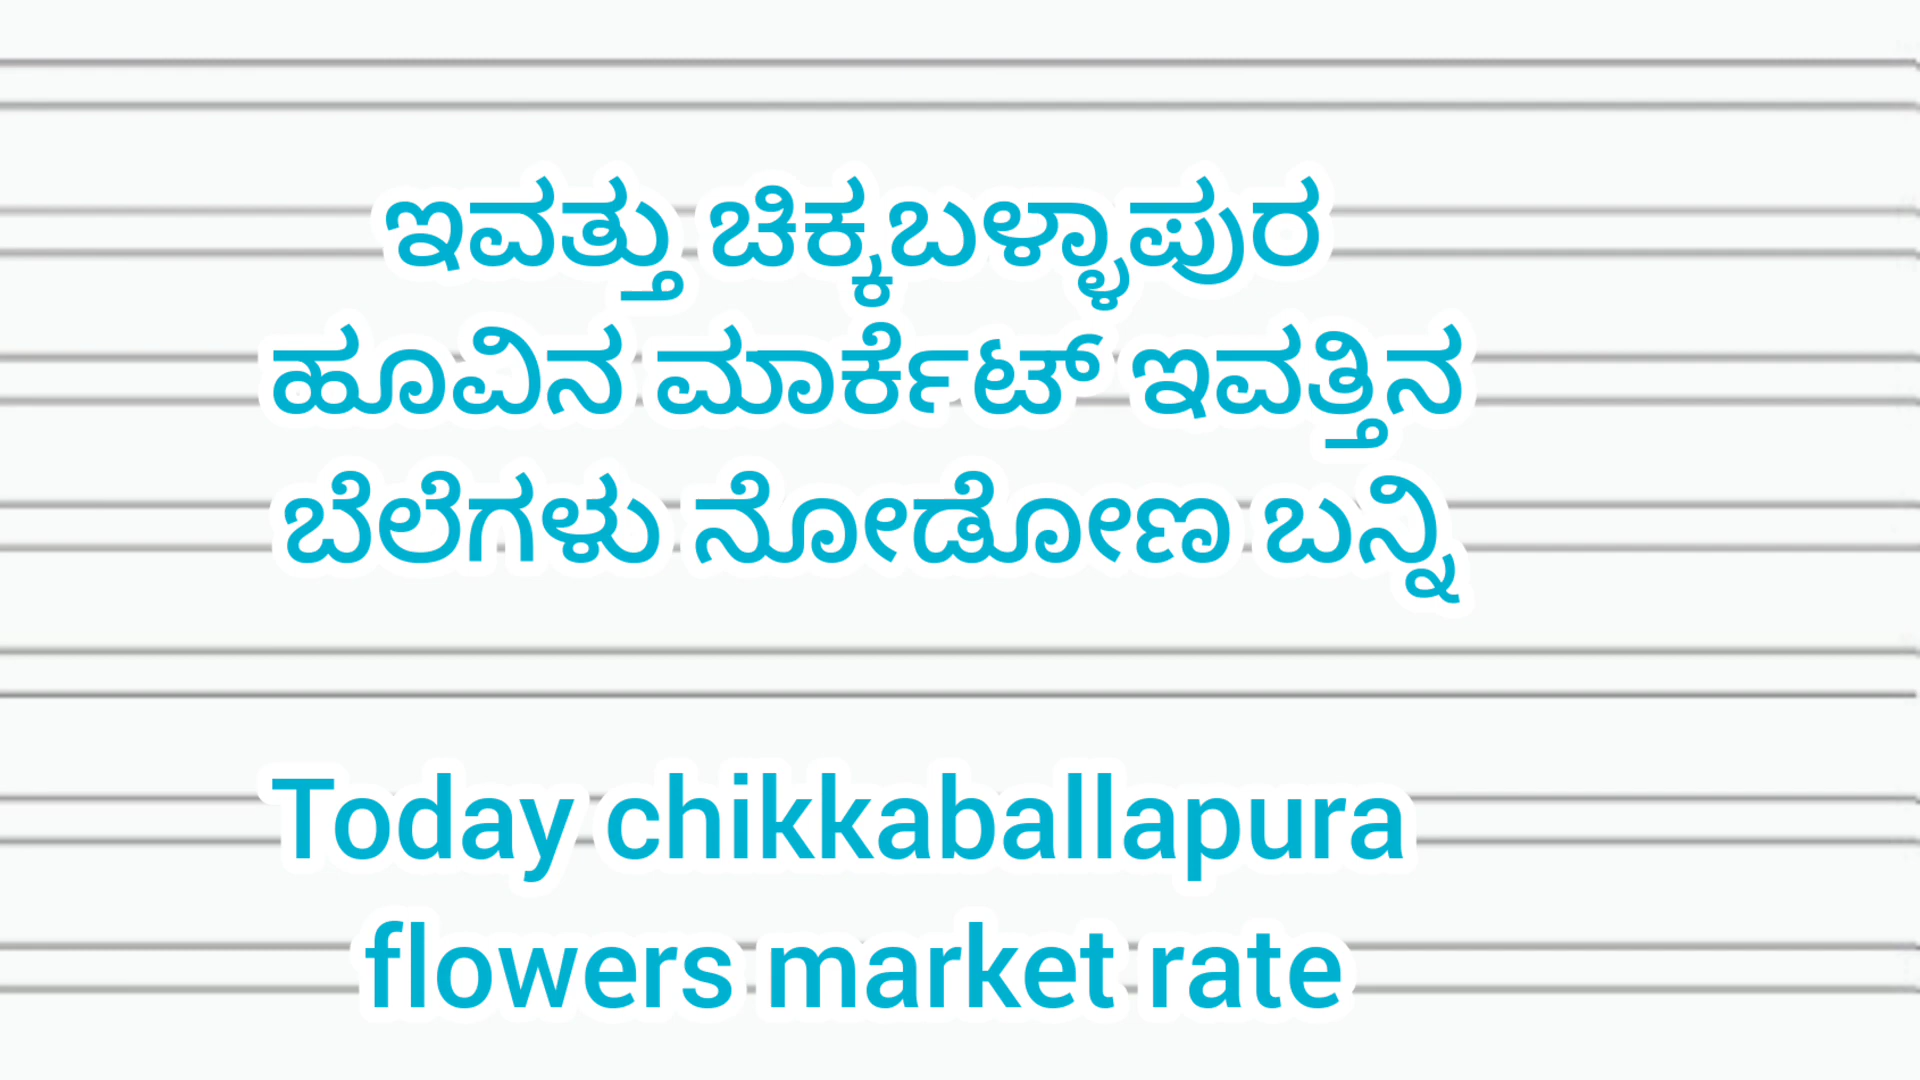 ಇವತ್ತು ಚಿಕ್ಕಬಳ್ಳಾಪುರ
ಹೂವಿನ ಮಾರ್ಕೆಟ್ ಇವತ್ತಿನ
ಬೆಲೆಗಳು ನೋಡೋಣ ಬನ್ನಿ
Today chikkaballapura
flowers market rate